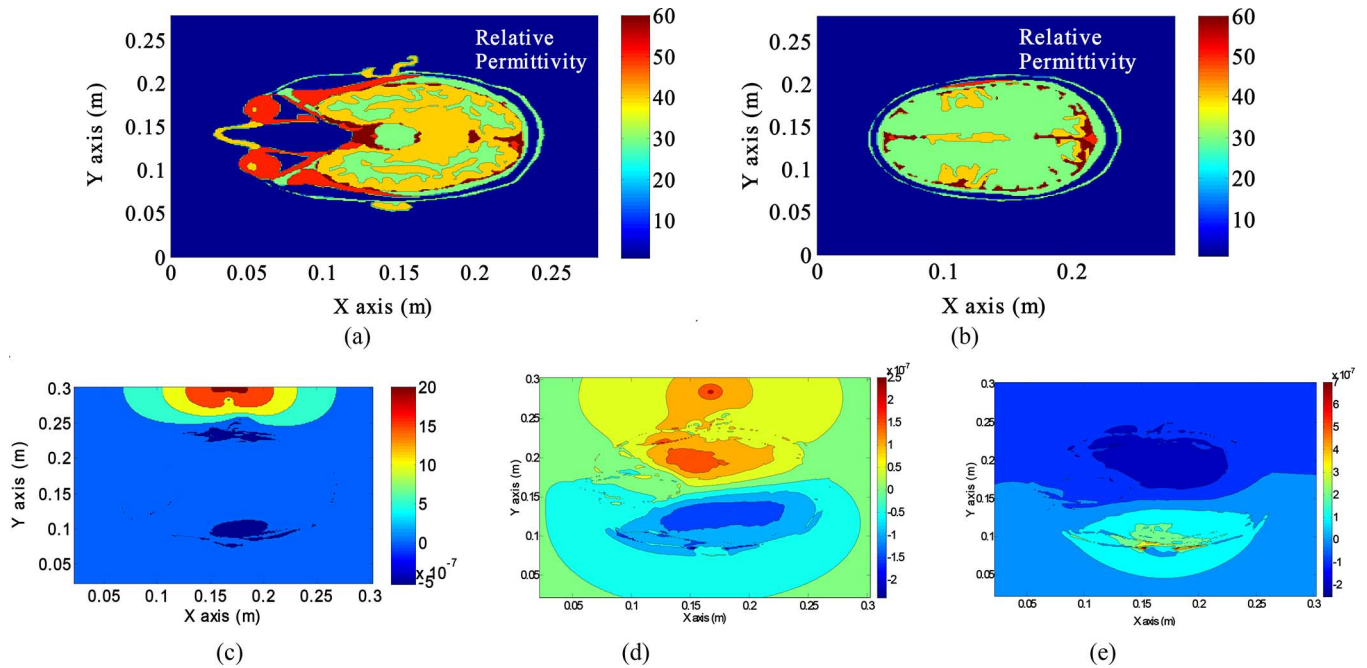 0.25
0.2
0.15
0.1
0.05
0
Y axis (m)
Relative
Permittivity
0 0.05 0.1 0.15 0.2 0.25
X axis (m)
60
50
40
30
20
10
(a)
0.25
0.2
0.15
0.1
0.05
0
Y axis (m)
Relative
Permittivity
0 0.1 0.2
X axis (m)
60
50
40
30
20
10
(b)
0.3
0.25
0.2
0.15
0.1
0.05
Y axis (m)
0.05 0.1 0.15 0.20 0.25 0.3
X axis (m)
20
15
10
5
0
-5
x 10^-7
(c)
0.3
0.25
0.2
0.15
0.1
0.05
Y axis (m)
0.05 0.1 0.15 0.2 0.25 0.3
X axis (m)
x 10^-7
2.5
2
1.5
1
0.5
0
-0.5
-1
-1.5
-2
(d)
0.3
0.25
0.2
0.15
0.1
0.05
Y axis (m)
0.05 0.1 0.15 0.2 0.25 0.3
X axis (m)
x 10^7
7
6
5
4
3
2
1
0
-1
-2
(e)